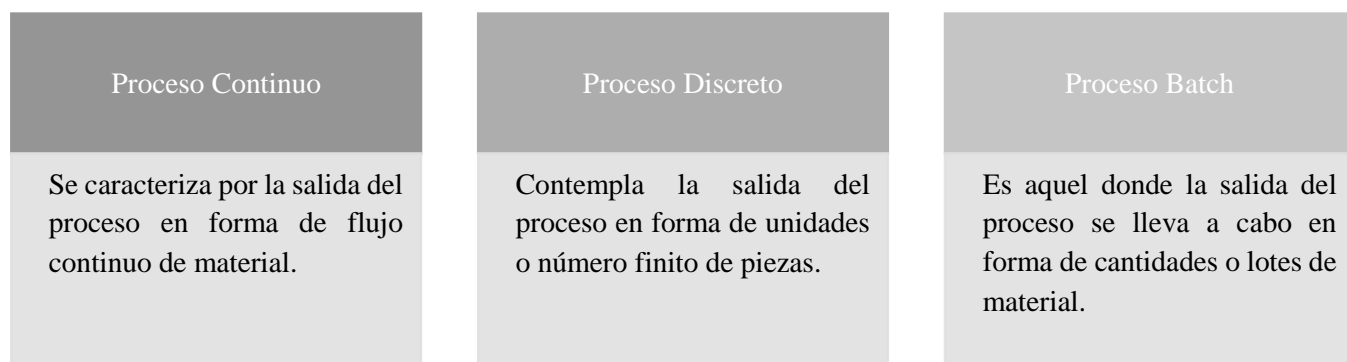 Proceso Continuo
Se caracteriza por la salida del
proceso en forma de flujo
continuo de material.
Proceso Discreto
Contempla la salida del
proceso en forma de unidades
o número finito de piezas.
Proceso Batch
Es aquel donde la salida del
proceso se lleva a cabo en
forma de cantidades o lotes de
material.